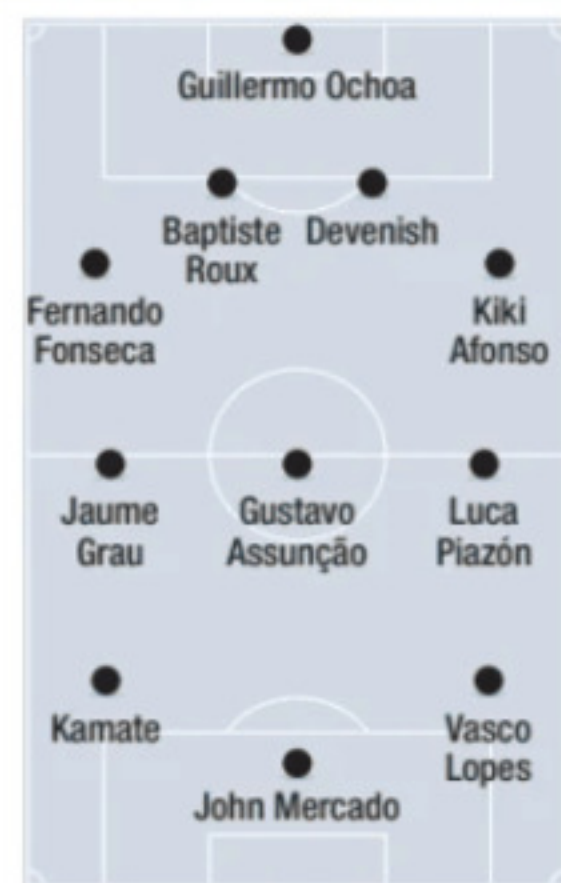 Guillermo Ochoa
Baptiste
Roux
Devenish
Fernando
Fonseca
Kiki
Afonso
Jaume
Grau
Gustavo
Assunção
Luca
Piazón
Kamate
Vasco
Lopes
John Mercado